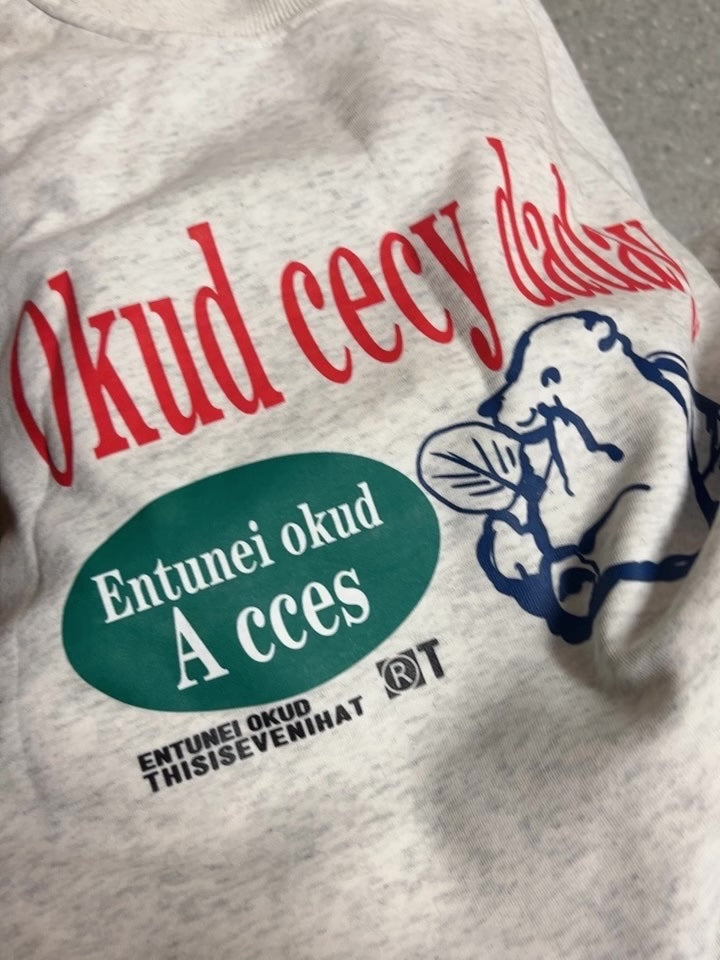 Okud cecy
Entunei okud
A cces
®T
ENTUNEI OKUD
THISISEVENIHAT